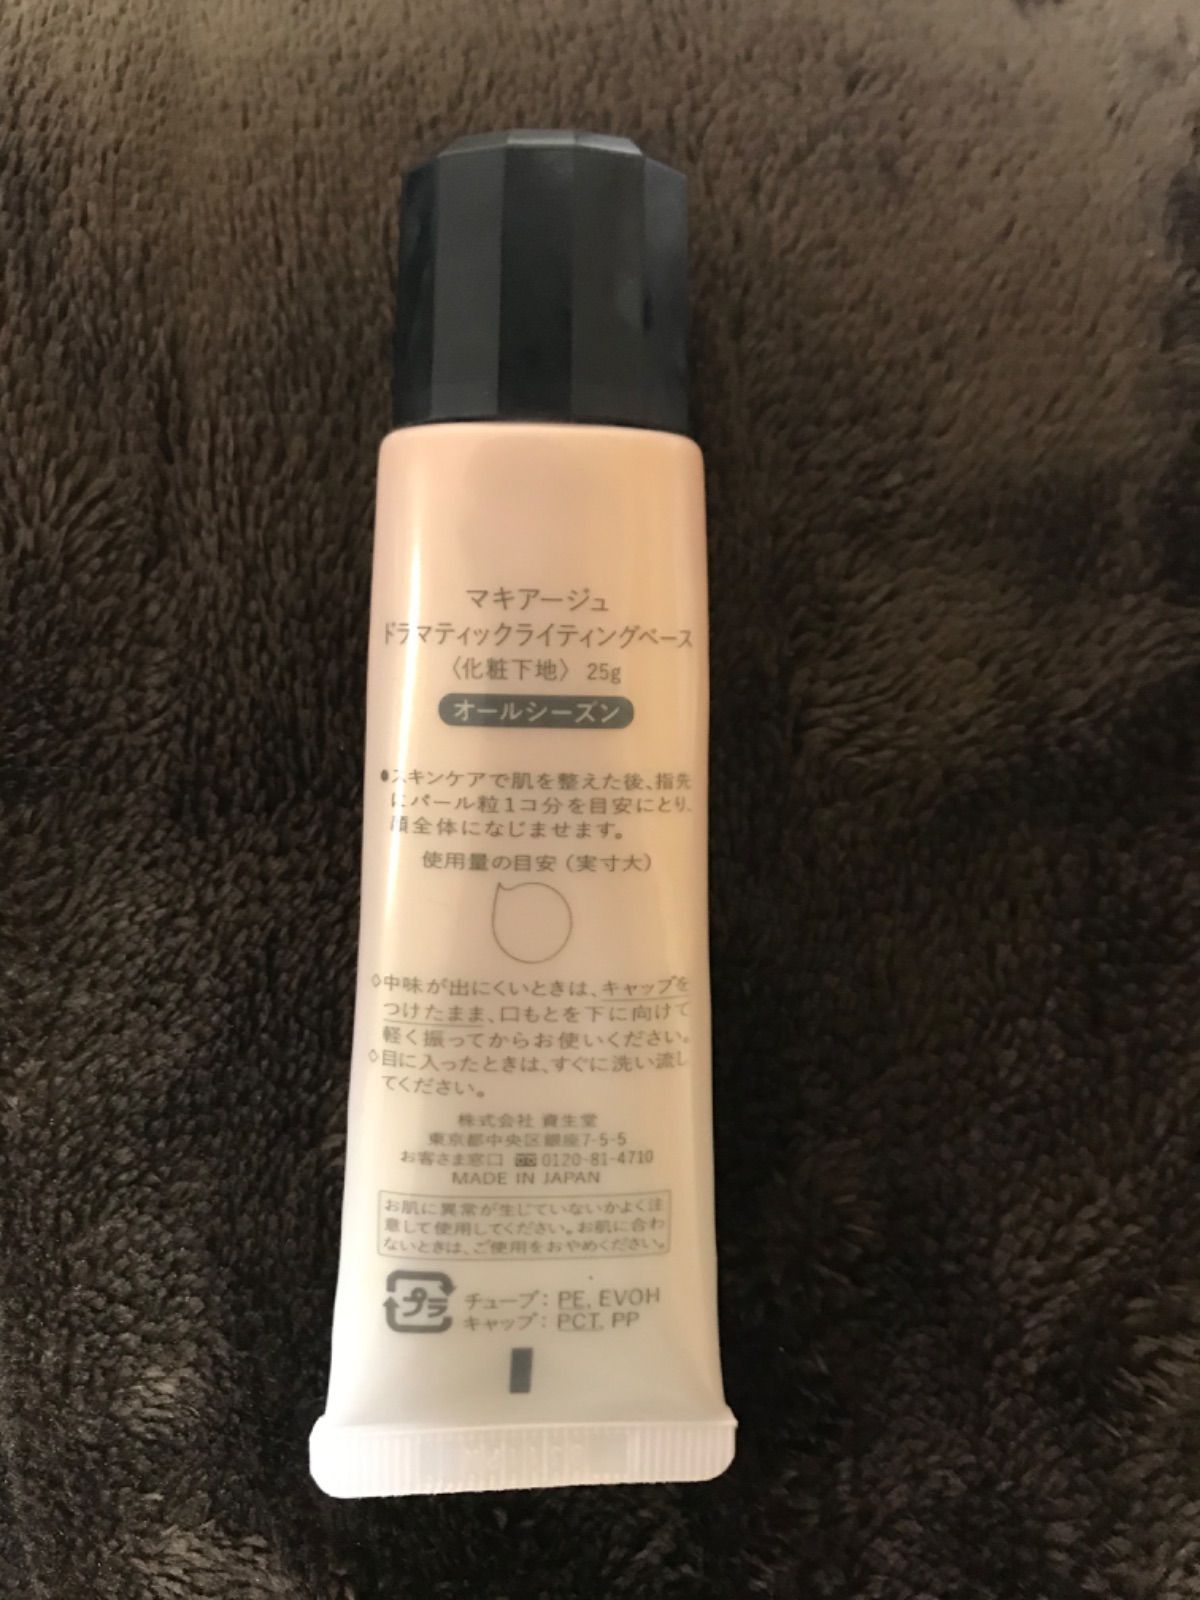 マキアージュ
ドラマティックライティングベース
〈化粧下地〉 25g
オールシーズン
●スキンケアで肌を整えた後、指先
にパール粒1コ分を目安にとり、
顔全体になじませます。
使用量の目安（実寸大）
◇中味が出にくいときは、キャップを
つけたまま、口もとを下に向けて
軽く振ってからお使いください。
◇目に入ったときは、すぐに洗い流し
てください。
株式会社 資生堂
東京都中央区銀座7-5-5
お客さま窓口 0120-81-4710
MADE IN JAPAN
お肌に異常が生じていないかよく注
意して使用してください。お肌に合わ
ないときは、ご使用をおやめください。
プラ
チューブ：PE, EVOH
キャップ：PCT, PP